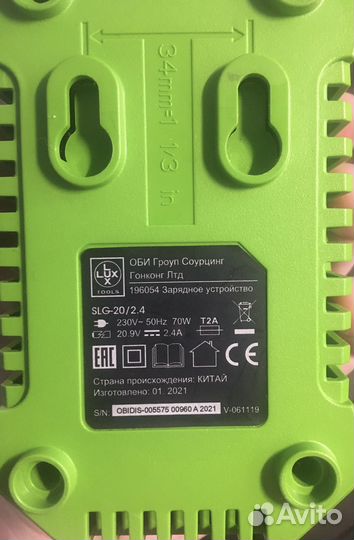 34mm=1 1/3 in
LUX
TOOLS
ОБИ Гроуп Соурцинг
Гонконг Лтд
196054 Зарядное устройство
SLG-20/2.4
230V~ 50Hz 70W T2A
20.9V 2.4A
EAC CE
Страна происхождения: КИТАЙ
Изготовлено: 01. 2021
S/N: OBIDIS-005575 00960 A 2021 V-061119
Avito